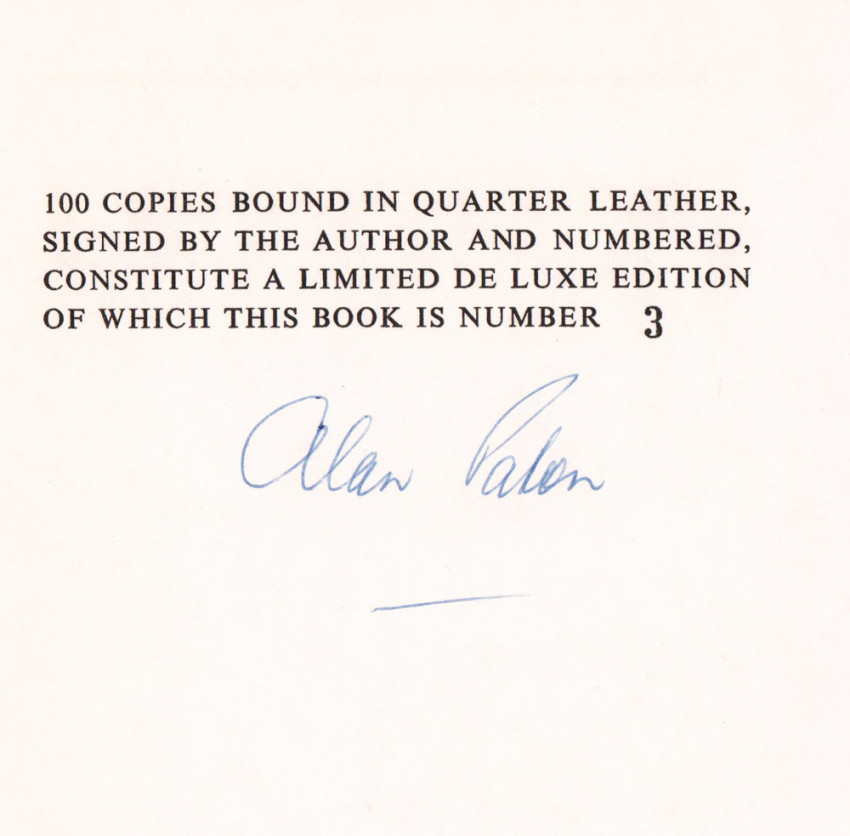 100 COPIES BOUND IN QUARTER LEATHER,
SIGNED BY THE AUTHOR AND NUMBERED,
CONSTITUTE A LIMITED DE LUXE EDITION
OF WHICH THIS BOOK IS NUMBER 3
Alan Paton